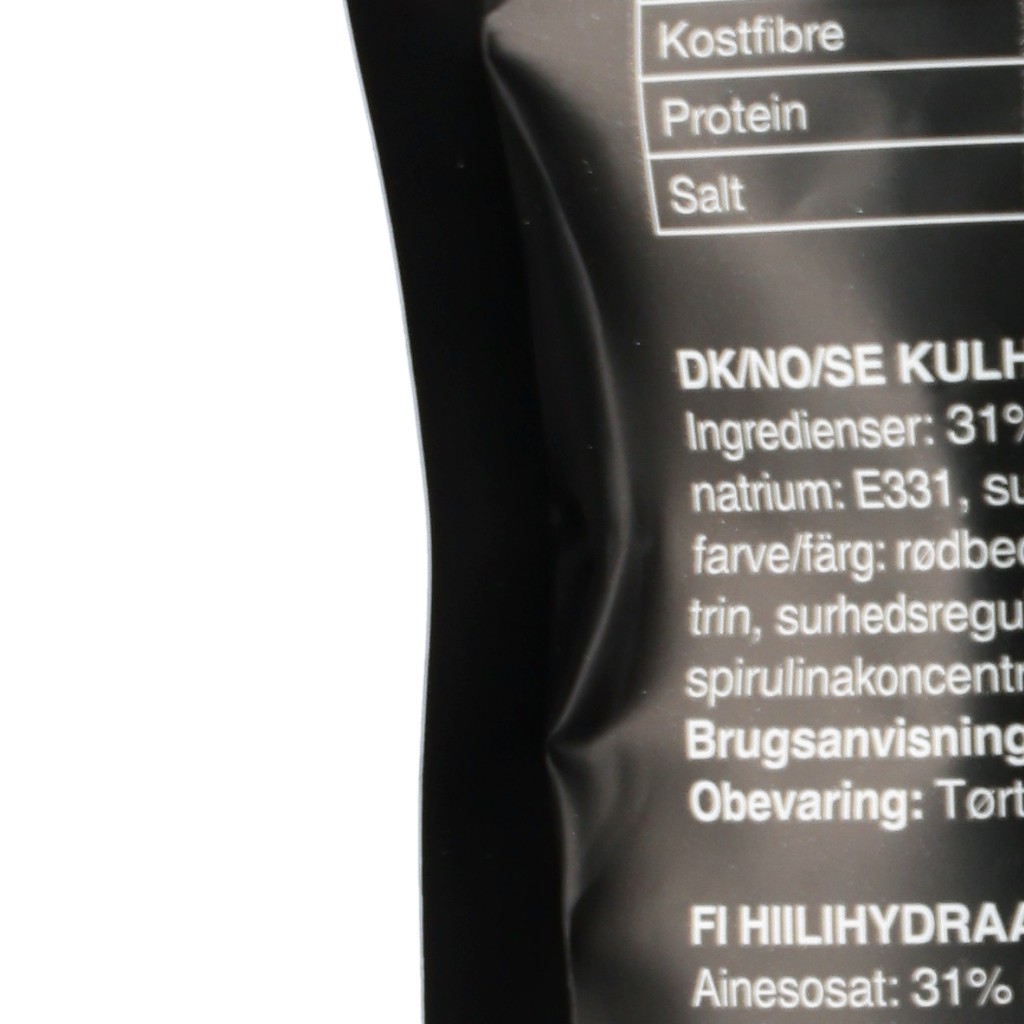 Kostfibre
Protein
Salt
DK/NO/SE KULH
Ingredienser: 31%
natrium: E331, su
farve/färg: rødbed
trin, surhedsregu
spirulinakoncentr
Brugsanvisning
Obevaring: Tørt
FI HIILIHYDRAA
Ainesosat: 31%